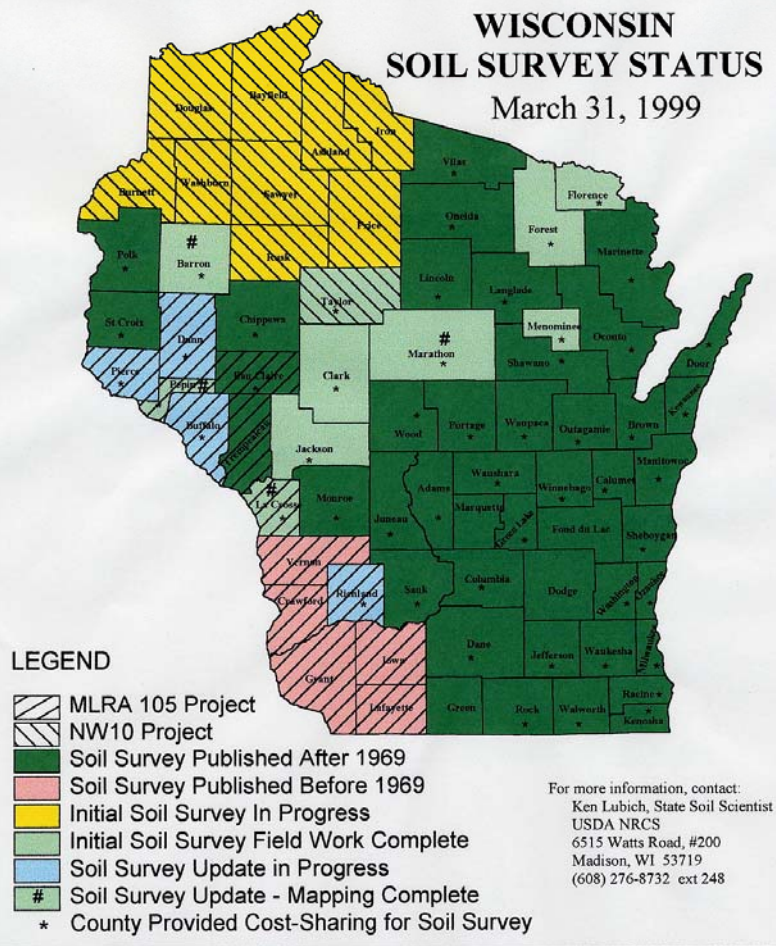 WISCONSIN
SOIL SURVEY STATUS
March 31, 1999
Douglas
Bayfield
Iron
Ashland
Vilas
Burnett
Washburn
Sawyer
Price
Florence
*
Forest
*
Oneida
*
Marinette
*
Polk
*
#
Barron
*
Rusk
Lincoln
*
Langlade
*
Taylor
*
St Croix
*
Dunn
*
Chippewa
*
Menominee
*
Oconto
*
#
Marathon
*
Shawano
*
Door
*
Pierce
*
Pepin #
*
Eau Claire
*
Clark
*
Kewaunee
*
Buffalo
*
Trempealeau
Wood
*
Portage
*
Waupaca
*
Outagamie
*
Brown
*
Jackson
*
Manitowoc
*
#
La Crosse
*
Monroe
*
Juneau
*
Adams
*
Waushara
*
Marquette
Green Lake
*
Winnebago
*
Calumet
*
Fond du Lac
Sheboygan
*
Vernon
Crawford
Richland
*
Sauk
*
Columbia
*
Dodge
Washington
*
Ozaukee
*
Grant
Iowa
Lafayette
Dane
*
Jefferson
*
Waukesha
*
Milwaukee
*
Green
Rock
*
Walworth
*
Racine *
Kenosha
*
LEGEND
MLRA 105 Project
NW10 Project
Soil Survey Published After 1969
Soil Survey Published Before 1969
Initial Soil Survey In Progress
Initial Soil Survey Field Work Complete
Soil Survey Update in Progress
# Soil Survey Update - Mapping Complete
* County Provided Cost-Sharing for Soil Survey
For more information, contact:
Ken Lubich, State Soil Scientist
USDA NRCS
6515 Watts Road, #200
Madison, WI 53719
(608) 276-8732 ext 248